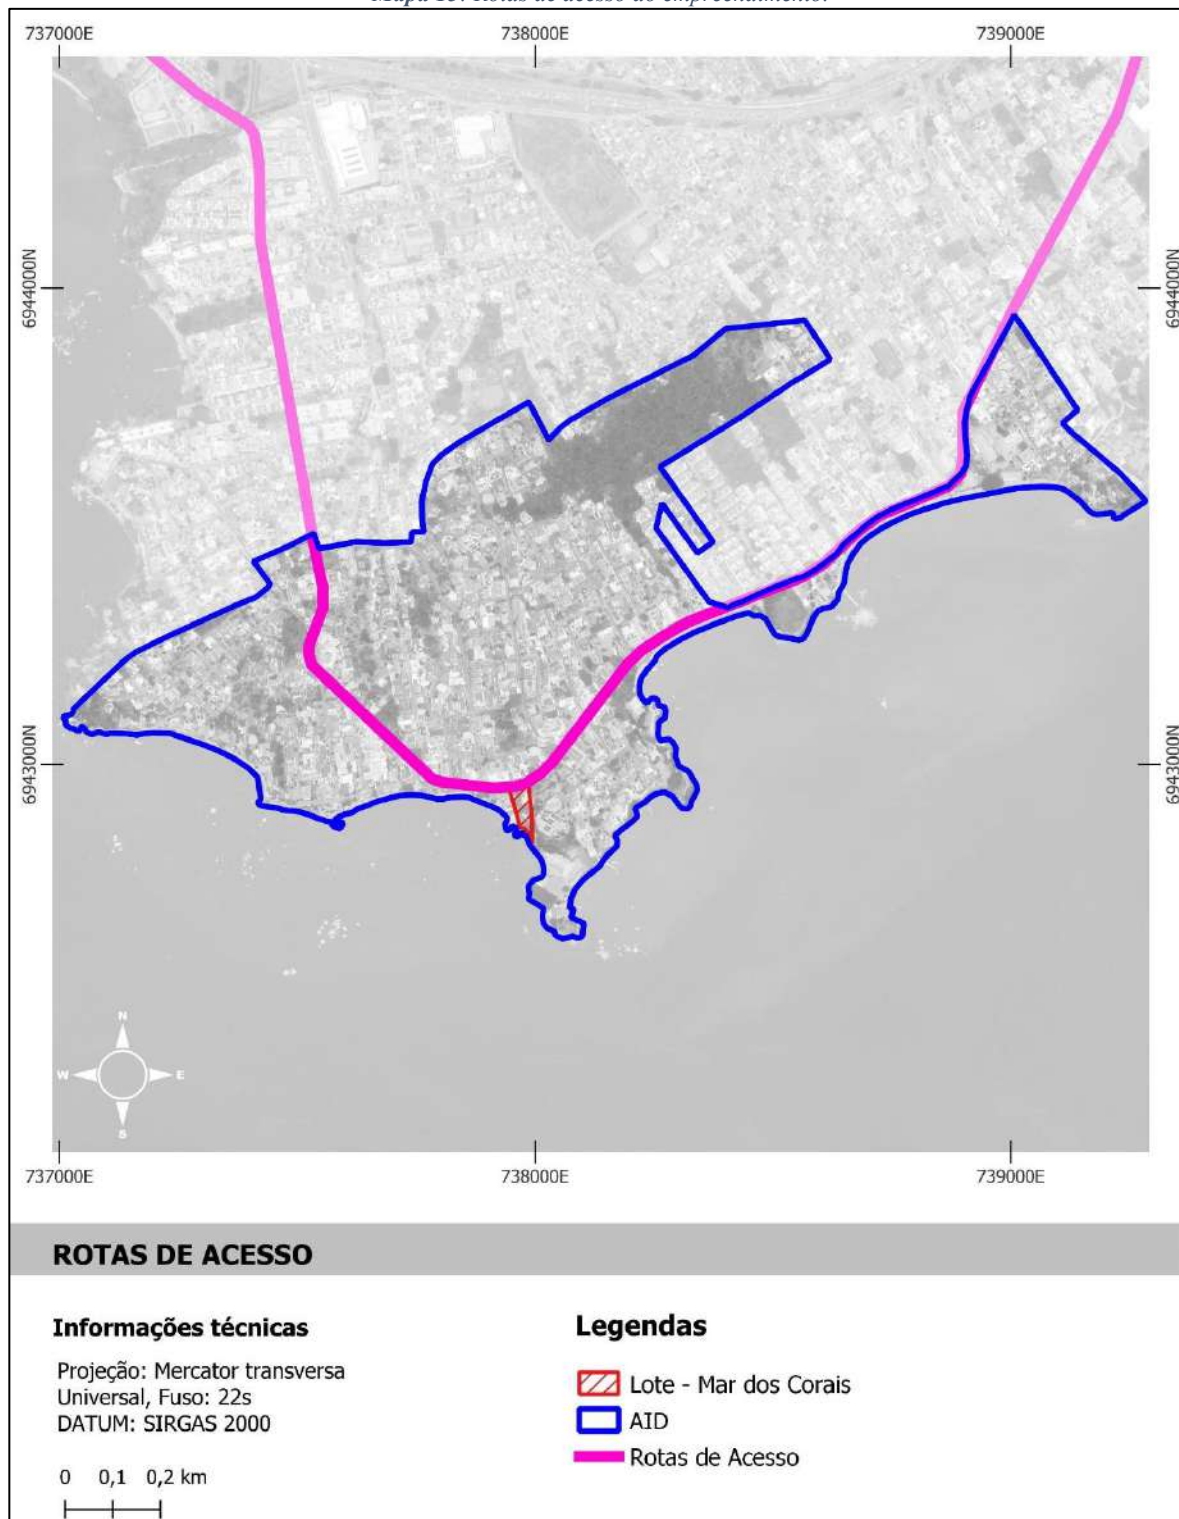 737000E 738000E 739000E
6944000N 6944000N
6943000N 6943000N
N
W E
S
737000E 738000E 739000E
ROTAS DE ACESSO
Informações técnicas
Projeção: Mercator transversa
Universal, Fuso: 22s
DATUM: SIRGAS 2000
0 0,1 0,2 km
Legendas
Lote - Mar dos Corais
AID
Rotas de Acesso